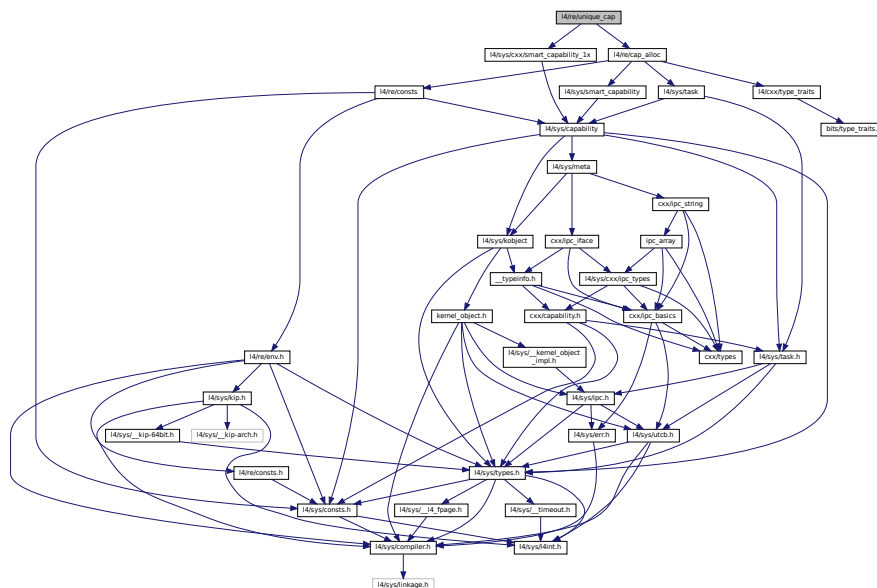 l4/re/unique_cap
l4/sys/cxx/smart_capability_1x
l4/re/cap_alloc
l4/re/consts
l4/sys/smart_capability
l4/sys/task
l4/cxx/type_traits
l4/sys/capability
bits/type_traits.
l4/sys/meta
cxx/ipc_string
l4/sys/kobject
cxx/ipc_iface
ipc_array
__typeinfo.h
l4/sys/cxx/ipc_types
kernel_object.h
cxx/capability.h
cxx/ipc_basics
l4/re/env.h
l4/sys/__kernel_object
_impl.h
cxx/types
l4/sys/task.h
l4/sys/kip.h
l4/sys/ipc.h
l4/sys/__kip-64bit.h
l4/sys/__kip-arch.h
l4/sys/err.h
l4/sys/utcb.h
l4/re/consts.h
l4/sys/types.h
l4/sys/consts.h
l4/sys/__l4_fpage.h
l4/sys/__timeout.h
l4/sys/compiler.h
l4/sys/l4int.h
l4/sys/linkage.h